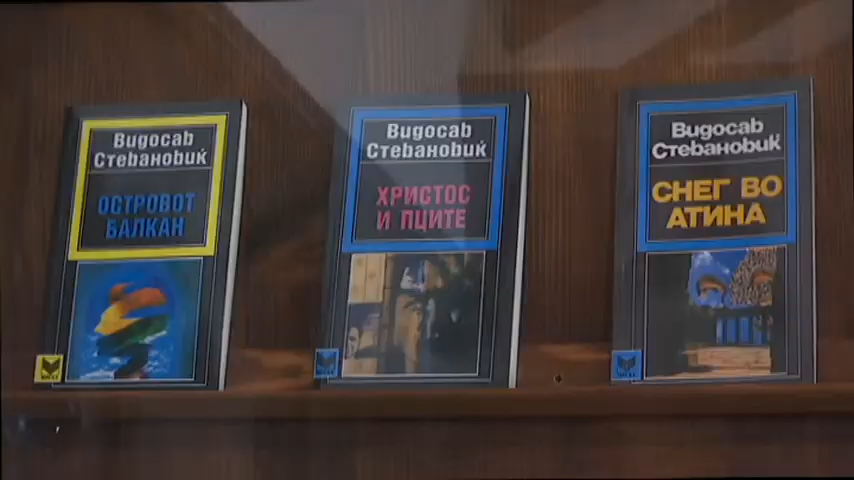 Видосав
Стевановиќ
ОСТРОВОТ
БАЛКАН
Видосав
Стевановиќ
ХРИСТОС
И ПЦИТЕ
Видосав
Стевановиќ
СНЕГ ВО
АТИНА